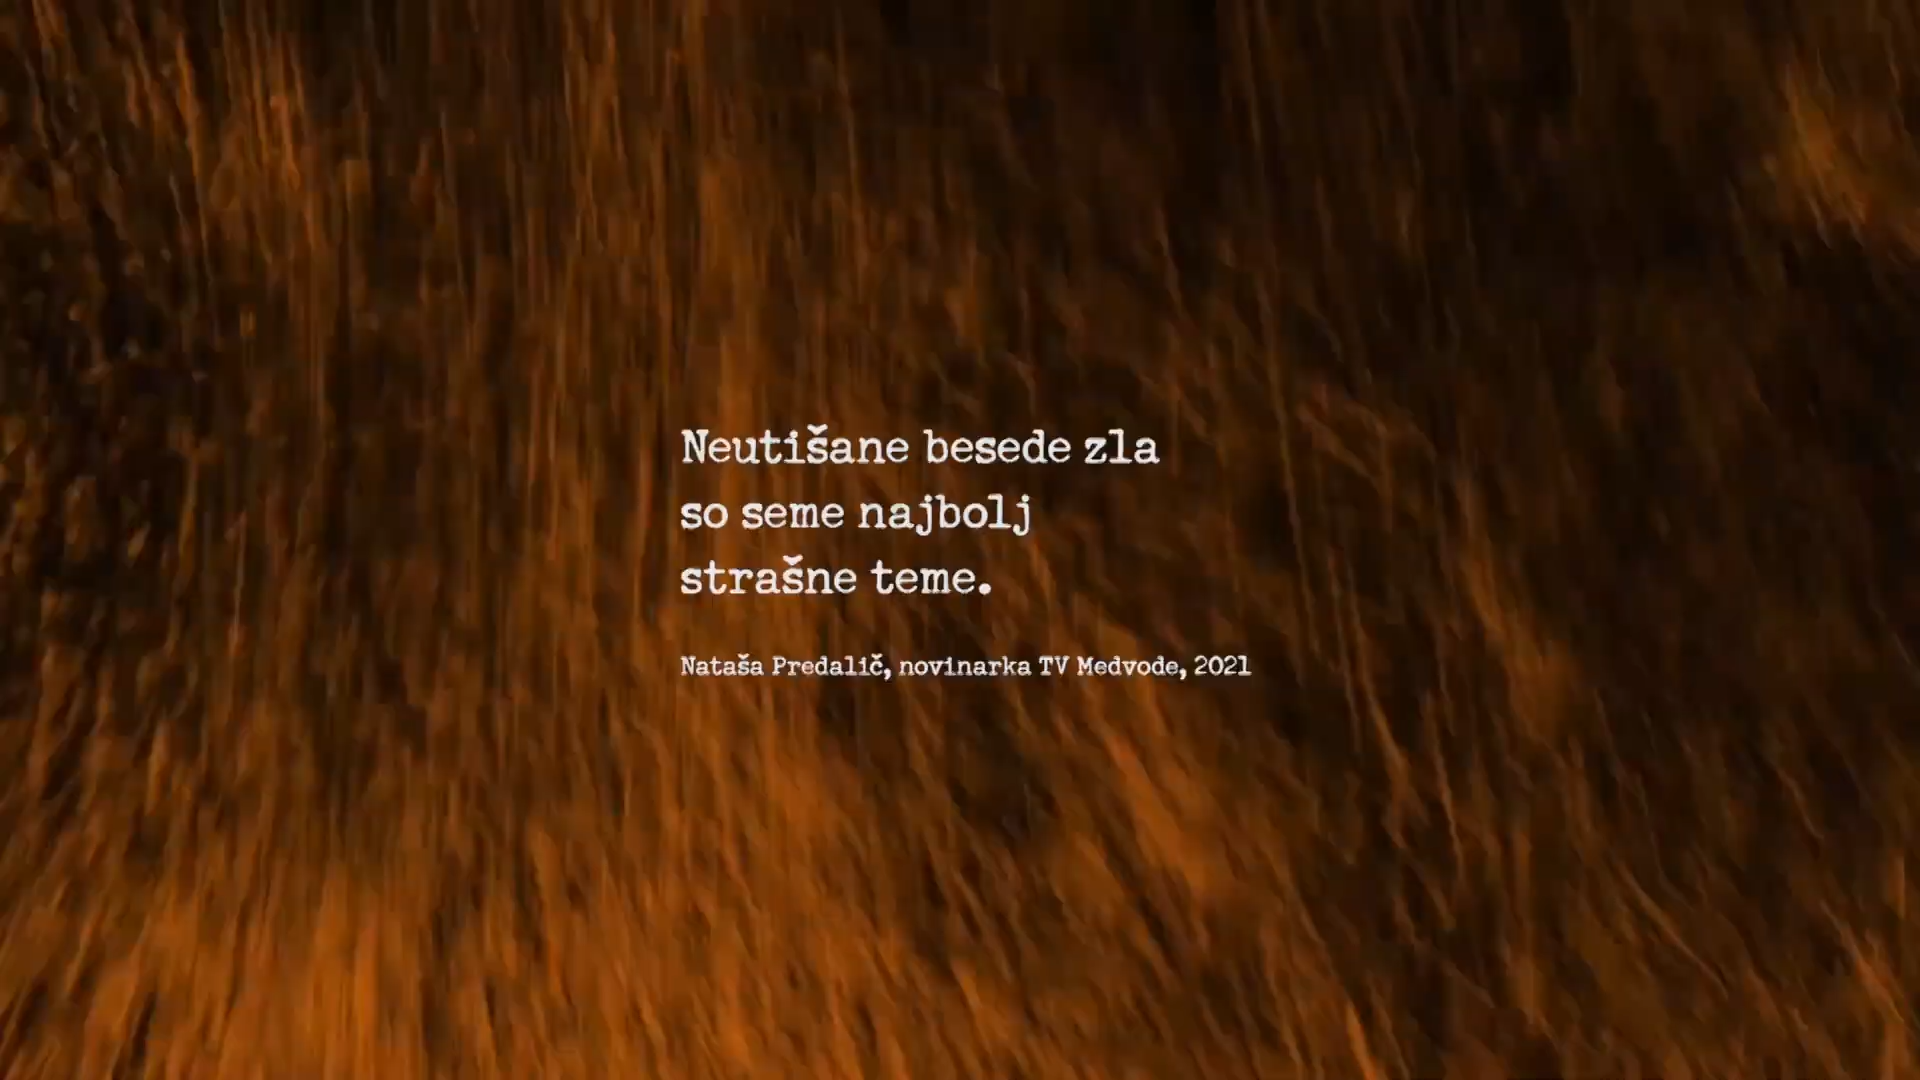 Neutišane besede zla
so seme najbolj
strašne teme.
Nataša Predalič, novinarka TV Medvode, 2021